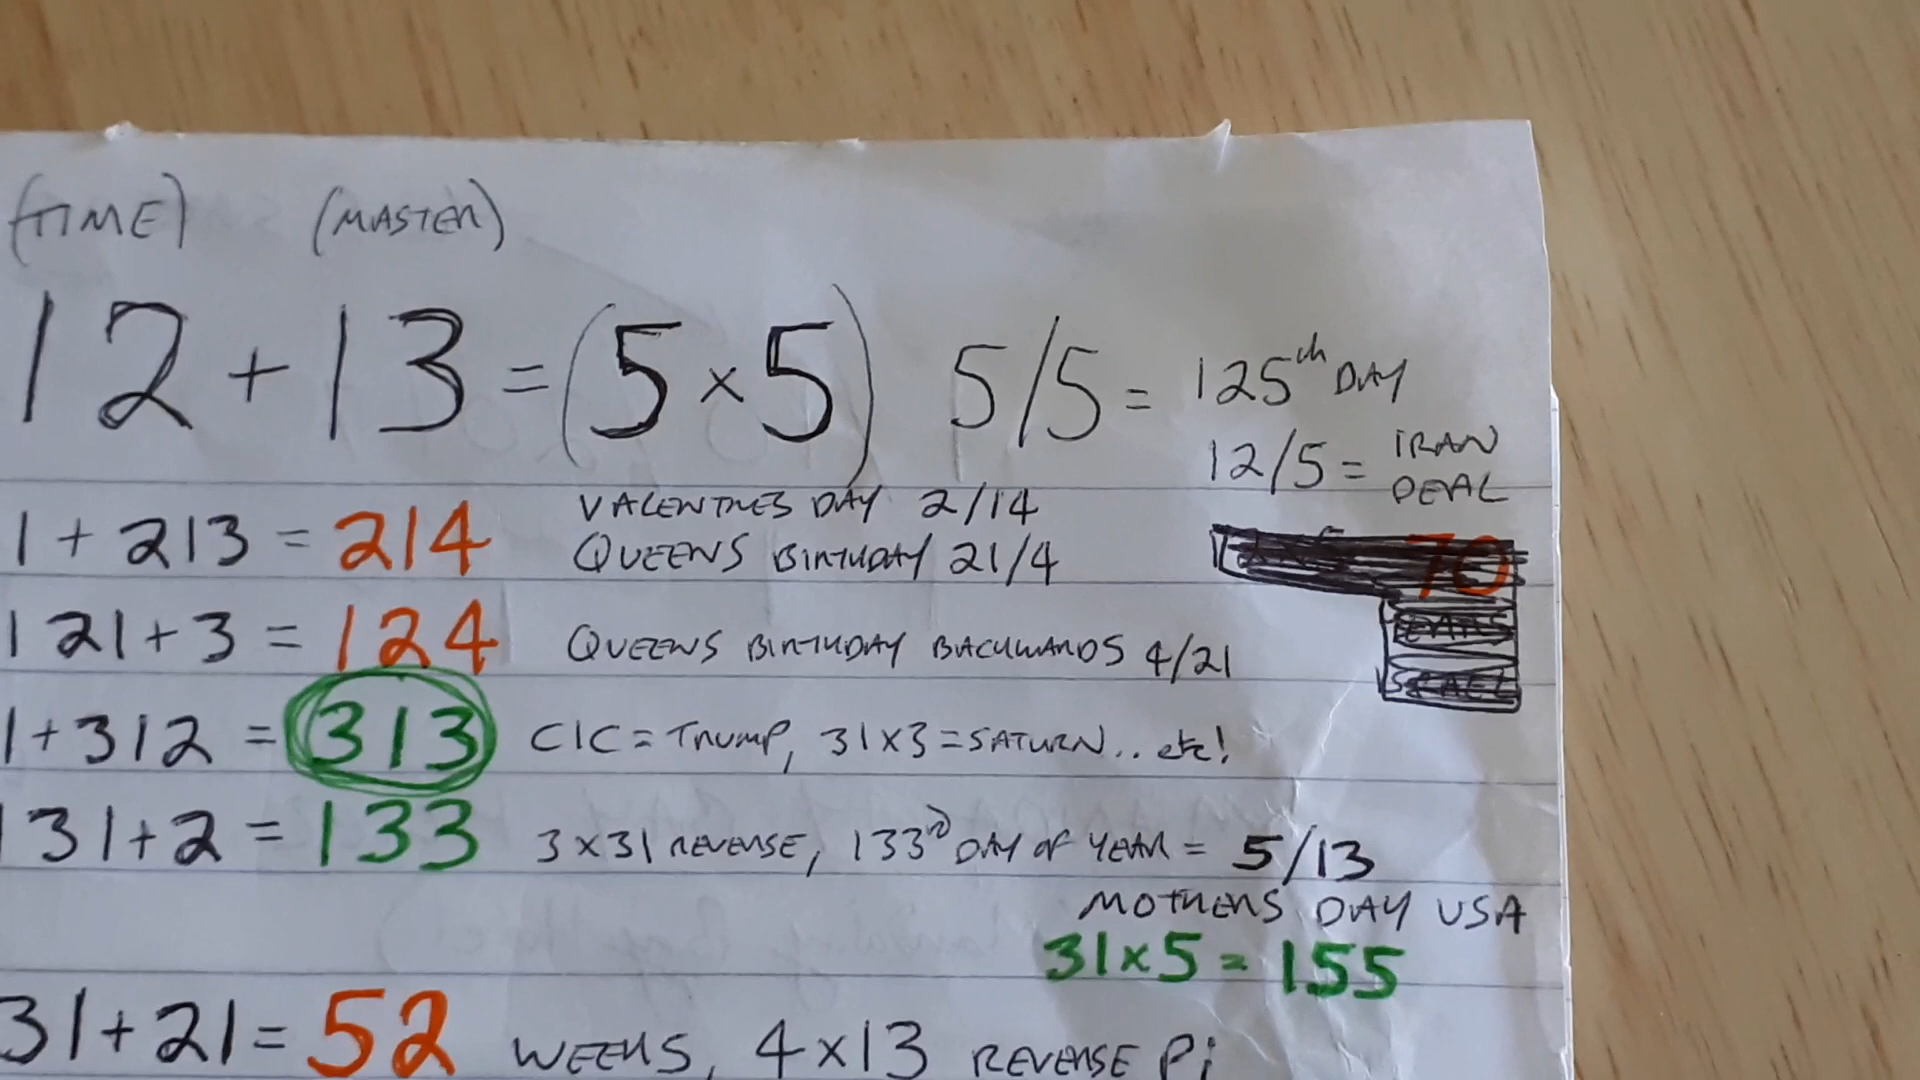 (TIME) (MASTER)
12 + 13 = (5 × 5) 5/5 = 125th DAY
12/5 = IRAN DEAL
1 + 213 = 214 VALENTINES DAY 2/14
QUEENS BIRTHDAY 21/4
70
121 + 3 = 124 QUEENS BIRTHDAY BACKWARDS 4/21
ISRAEL
1 + 312 = 313 CIC = TRUMP, 31×3 = SATURN.. etc!
131 + 2 = 133 3 × 31 REVERSE, 133rd DAY OF YEAR = 5/13
MOTHERS DAY USA
31×5 = 155
31 + 21 = 52 WEEKS, 4×13 REVERSE Pi